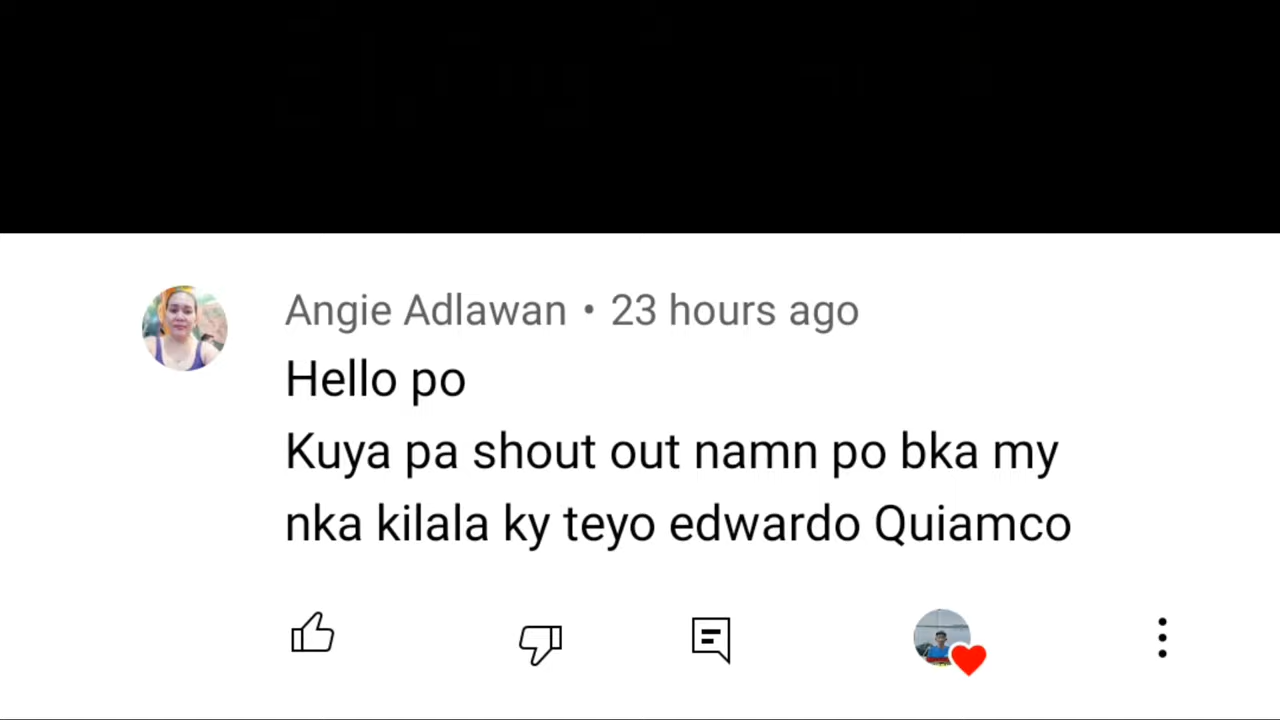 Angie Adlawan • 23 hours ago
Hello po
Kuya pa shout out namn po bka my
nka kilala ky teyo edwardo Quiamco